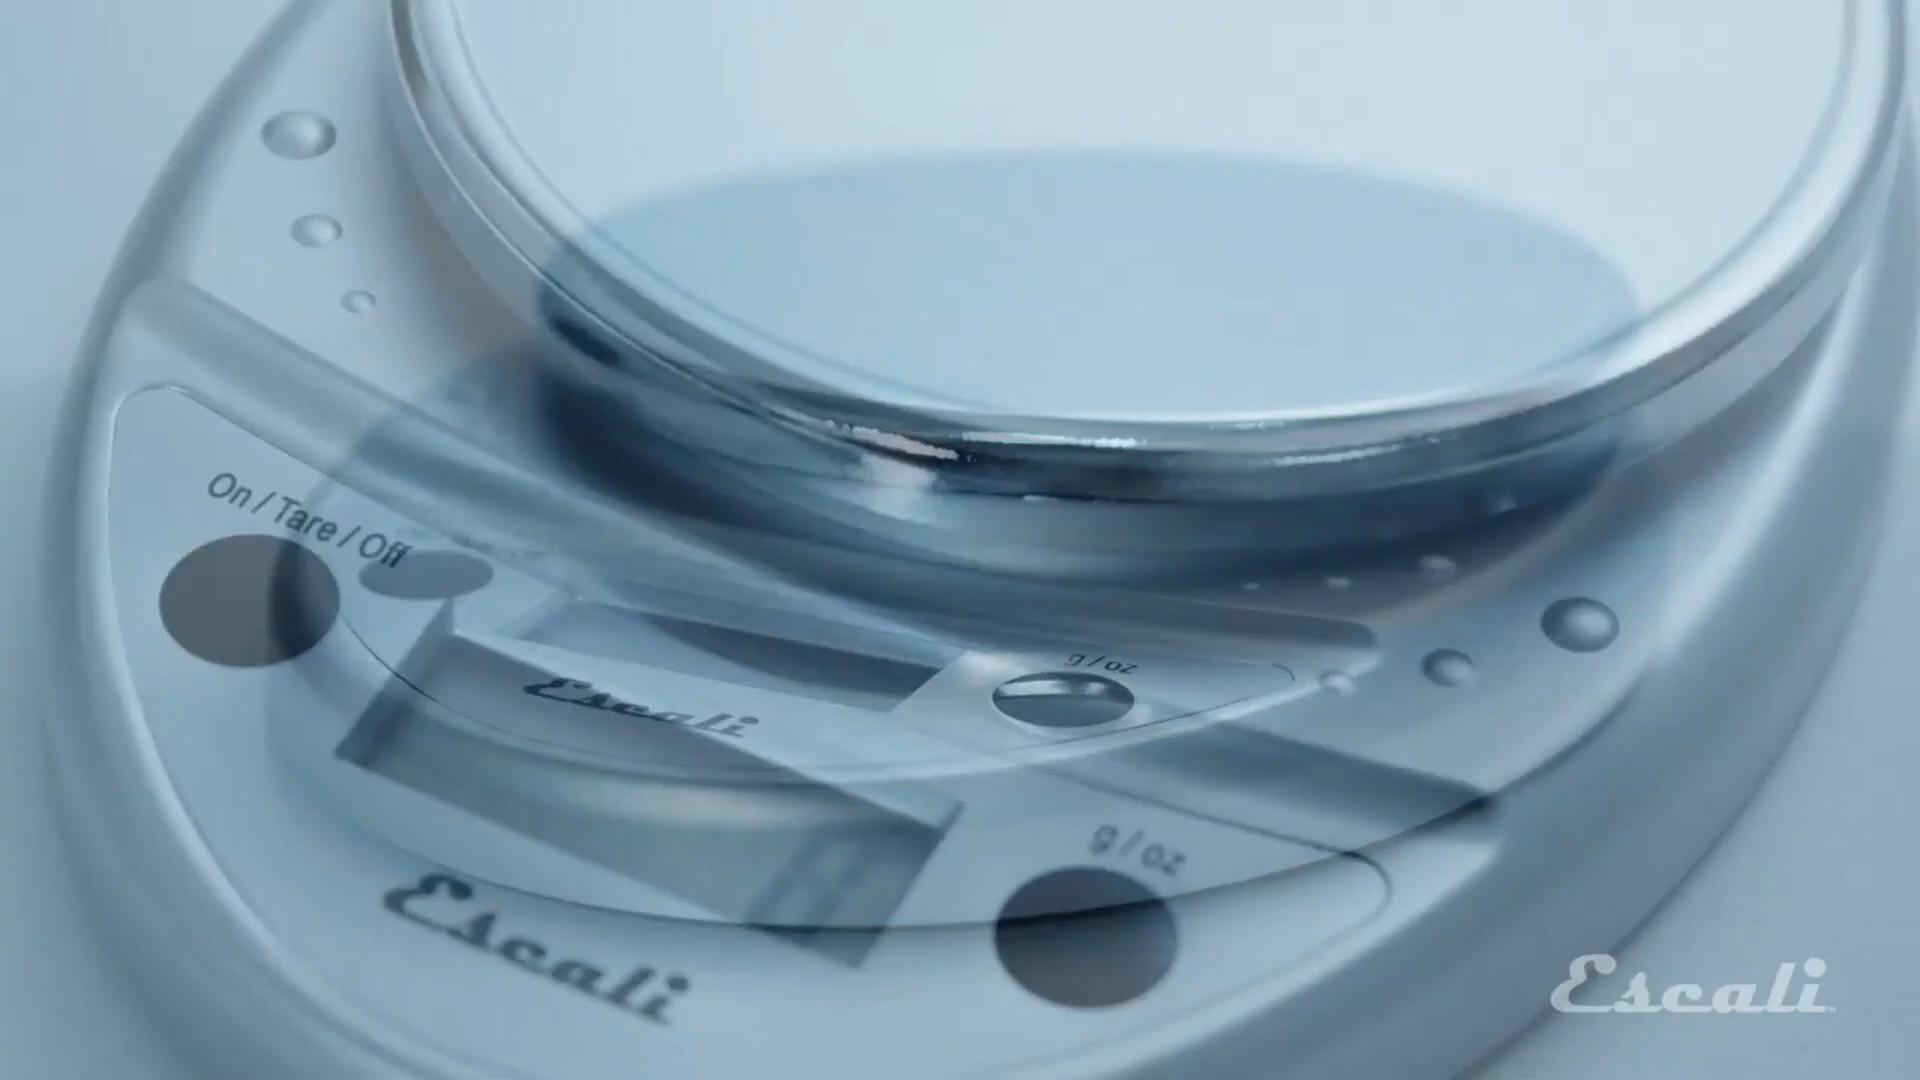 On / Tare / Off
g / oz
Escali
g / oz
Escali
Escali